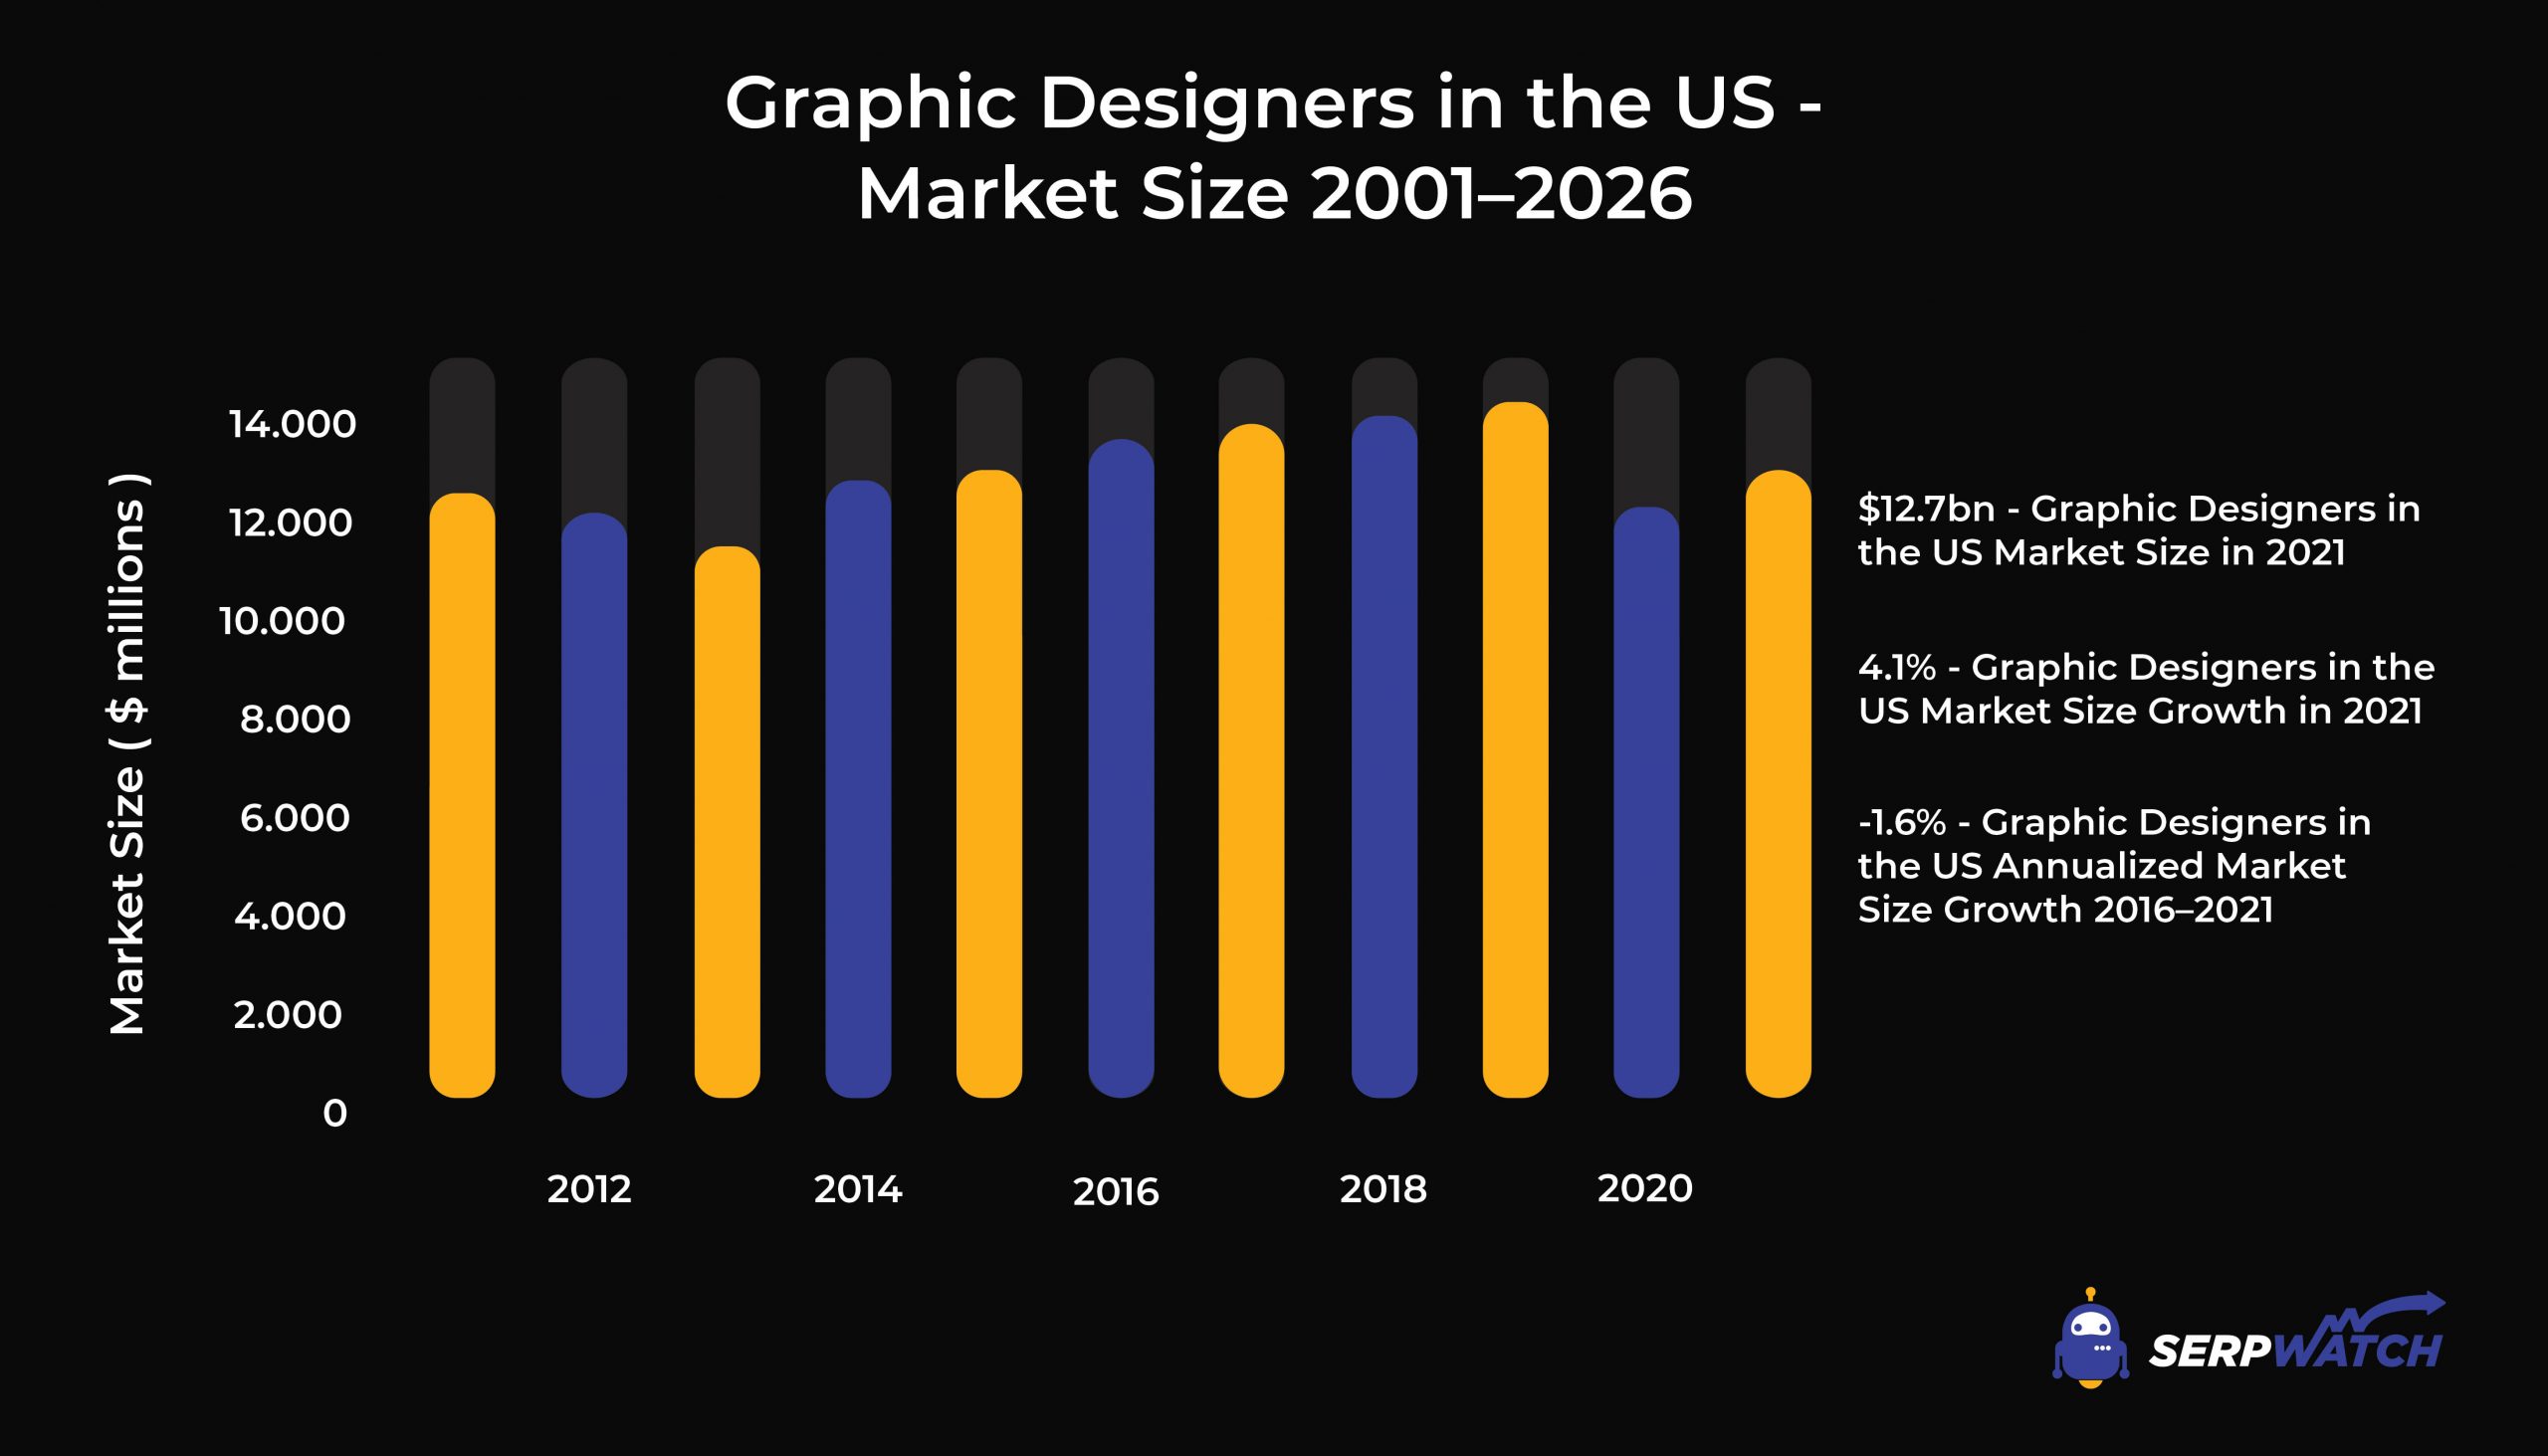 Graphic Designers in the US -
Market Size 2001–2026
Market Size ( $ millions )
14.000
12.000
10.000
8.000
6.000
4.000
2.000
0
2012
2014
2016
2018
2020
$12.7bn - Graphic Designers in
the US Market Size in 2021
4.1% - Graphic Designers in the
US Market Size Growth in 2021
-1.6% - Graphic Designers in
the US Annualized Market
Size Growth 2016–2021
SERPWATCH